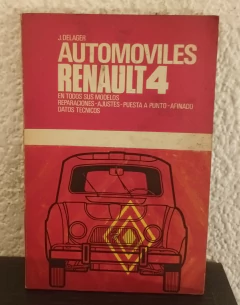 J. DELAGER
AUTOMOVILES
RENAULT 4
EN TODOS SUS MODELOS
REPARACIONES-AJUSTES-PUESTA A PUNTO-AFINADO
DATOS TECNICOS